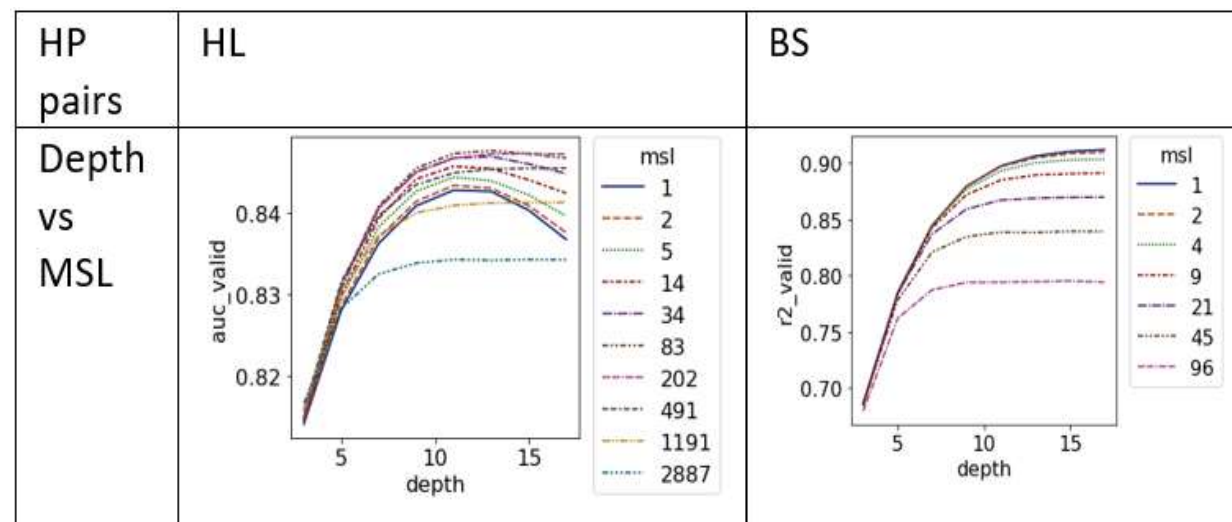 HP
pairs
HL
BS
Depth
vs
MSL
auc_valid
0.84
0.83
0.82
5
10
15
depth
msl
1
2
5
14
34
83
202
491
1191
2887
r2_valid
0.90
0.85
0.80
0.75
0.70
5
10
15
depth
msl
1
2
4
9
21
45
96